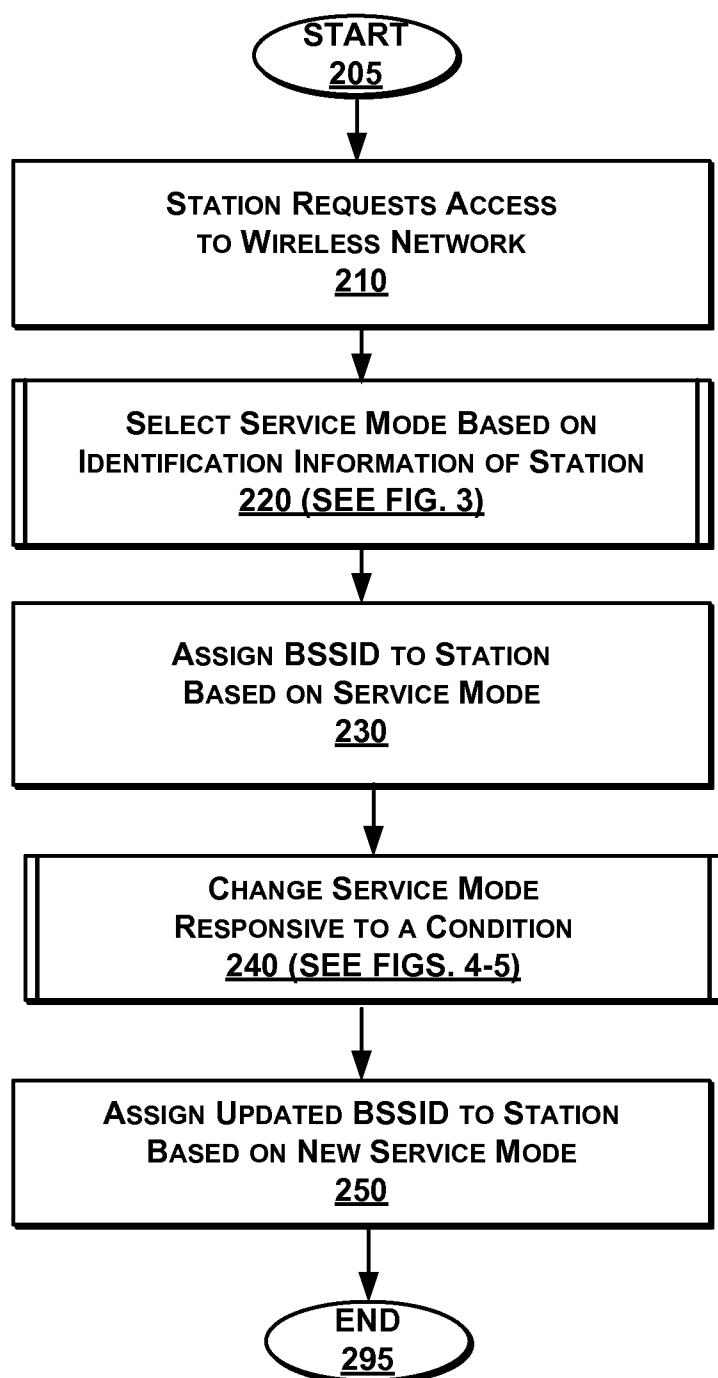 START
205
STATION REQUESTS ACCESS
TO WIRELESS NETWORK
210
SELECT SERVICE MODE BASED ON
IDENTIFICATION INFORMATION OF STATION
220 (SEE FIG. 3)
ASSIGN BSSID TO STATION
BASED ON SERVICE MODE
230
CHANGE SERVICE MODE
RESPONSIVE TO A CONDITION
240 (SEE FIGS. 4-5)
ASSIGN UPDATED BSSID TO STATION
BASED ON NEW SERVICE MODE
250
END
295